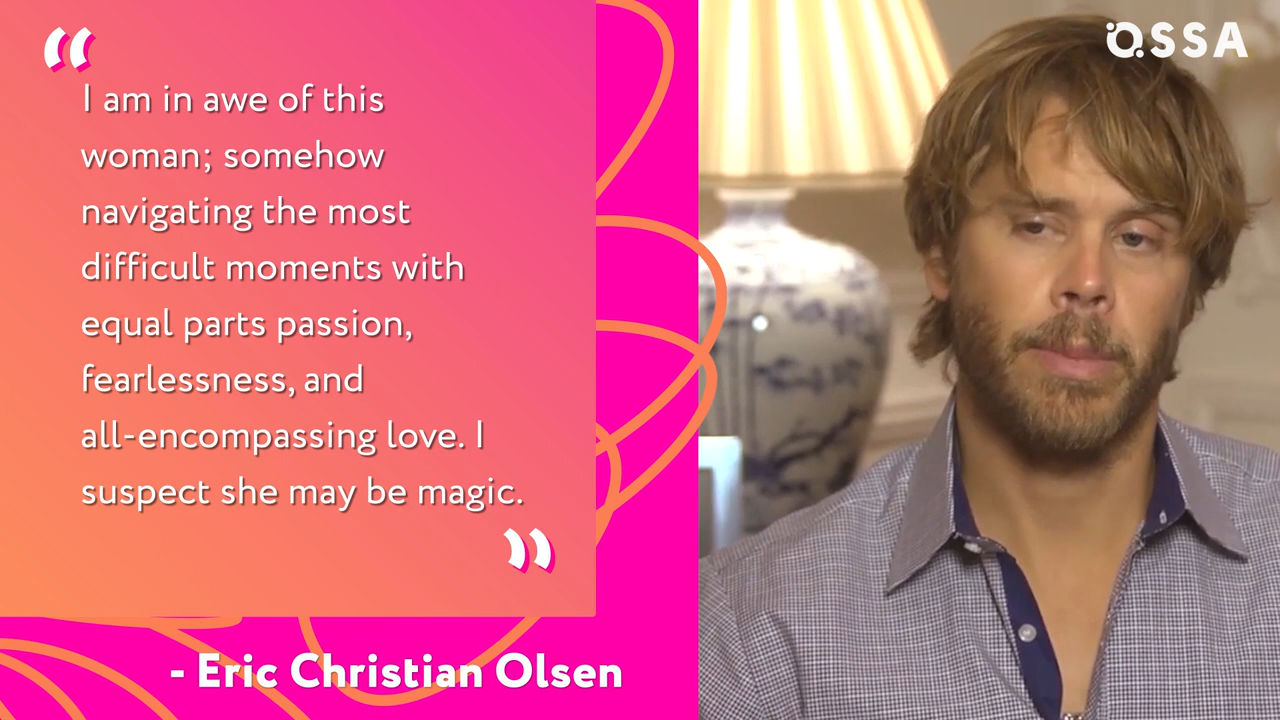 “
I am in awe of this
woman; somehow
navigating the most
difficult moments with
equal parts passion,
fearlessness, and
all-encompassing love. I
suspect she may be magic.
”
- Eric Christian Olsen
OSSA